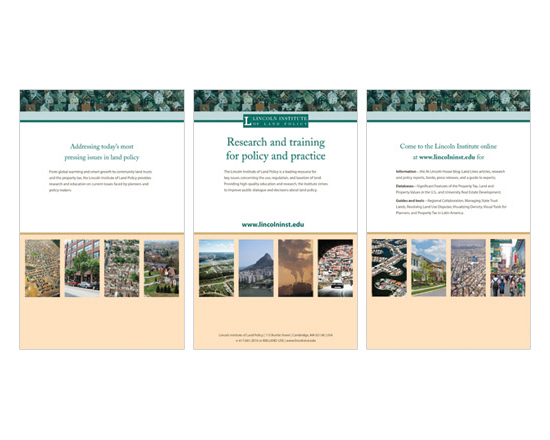 Addressing today's most
pressing issues in land policy
From global warming and smart growth to community land trusts
and the property tax, the Lincoln Institute of Land Policy provides
research and education on current issues faced by planners and
policy makers.
LINCOLN INSTITUTE
OF LAND POLICY
Research and training
for policy and practice
The Lincoln Institute of Land Policy is a leading resource for
key issues concerning the use, regulation, and taxation of land.
Providing high quality education and research, the Institute strives
to improve public dialogue and decisions about land policy.
www.lincolninst.edu
Lincoln Institute of Land Policy | 113 Brattle Street | Cambridge, MA 02138 USA
www.lincolninst.edu
Come to the Lincoln Institute online
at www.lincolninst.edu for
Information – the At Lincoln House blog, Land Lines articles, research
and policy reports, books, press releases, and a guide to experts.
Databases – Significant Features of the Property Tax, Land and
Property Values in the U.S., and University Real Estate Development.
Guides and tools – Regional Collaboration, Managing State Trust
Lands, Resolving Land Use Disputes, Visualizing Density, Visual Tools for
Planners, and Property Tax in Latin America.